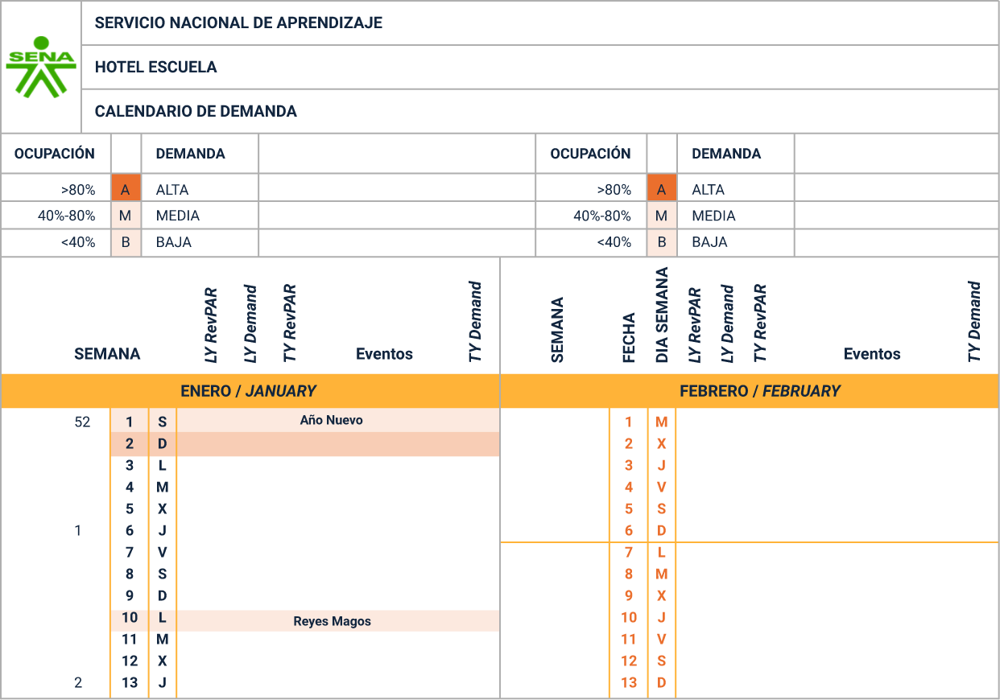 SENA
SERVICIO NACIONAL DE APRENDIZAJE
HOTEL ESCUELA
CALENDARIO DE DEMANDA
OCUPACIÓN DEMANDA OCUPACIÓN DEMANDA
>80% A ALTA >80% A ALTA
40%-80% M MEDIA 40%-80% M MEDIA
<40% B BAJA <40% B BAJA
SEMANA LY RevPAR LY Demand TY RevPAR Eventos TY Demand SEMANA FECHA DIA SEMANA LY RevPAR LY Demand TY RevPAR Eventos TY Demand
ENERO / JANUARY FEBRERO / FEBRUARY
52 1 S Año Nuevo 1 M
2 D 2 X
3 L 3 J
4 M 4 V
5 X 5 S
1 6 J 6 D
7 V 7 L
8 S 8 M
9 D 9 X
10 L Reyes Magos 10 J
11 M 11 V
12 X 12 S
2 13 J 13 D